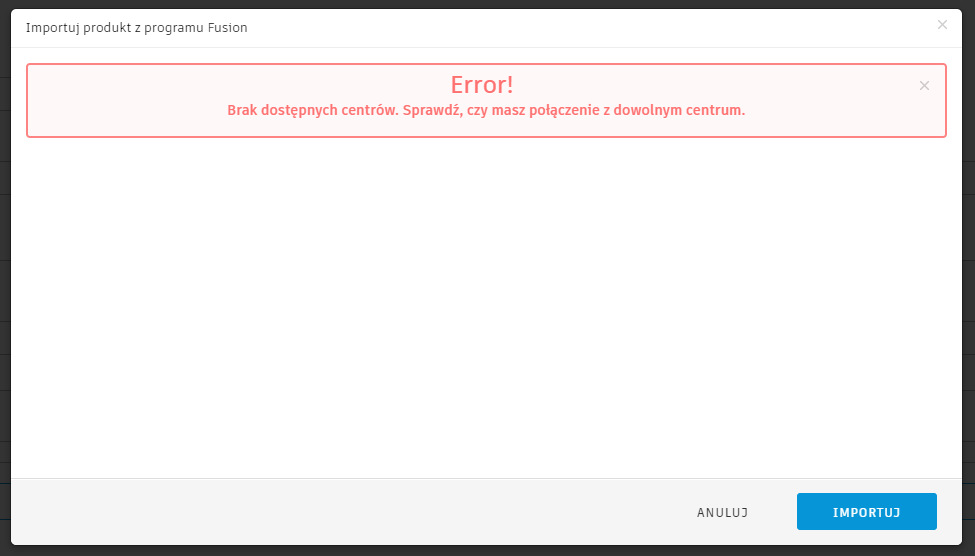 Importuj produkt z programu Fusion
Error!
Brak dostępnych centrów. Sprawdź, czy masz połączenie z dowolnym centrum.
ANULUJ
IMPORTUJ